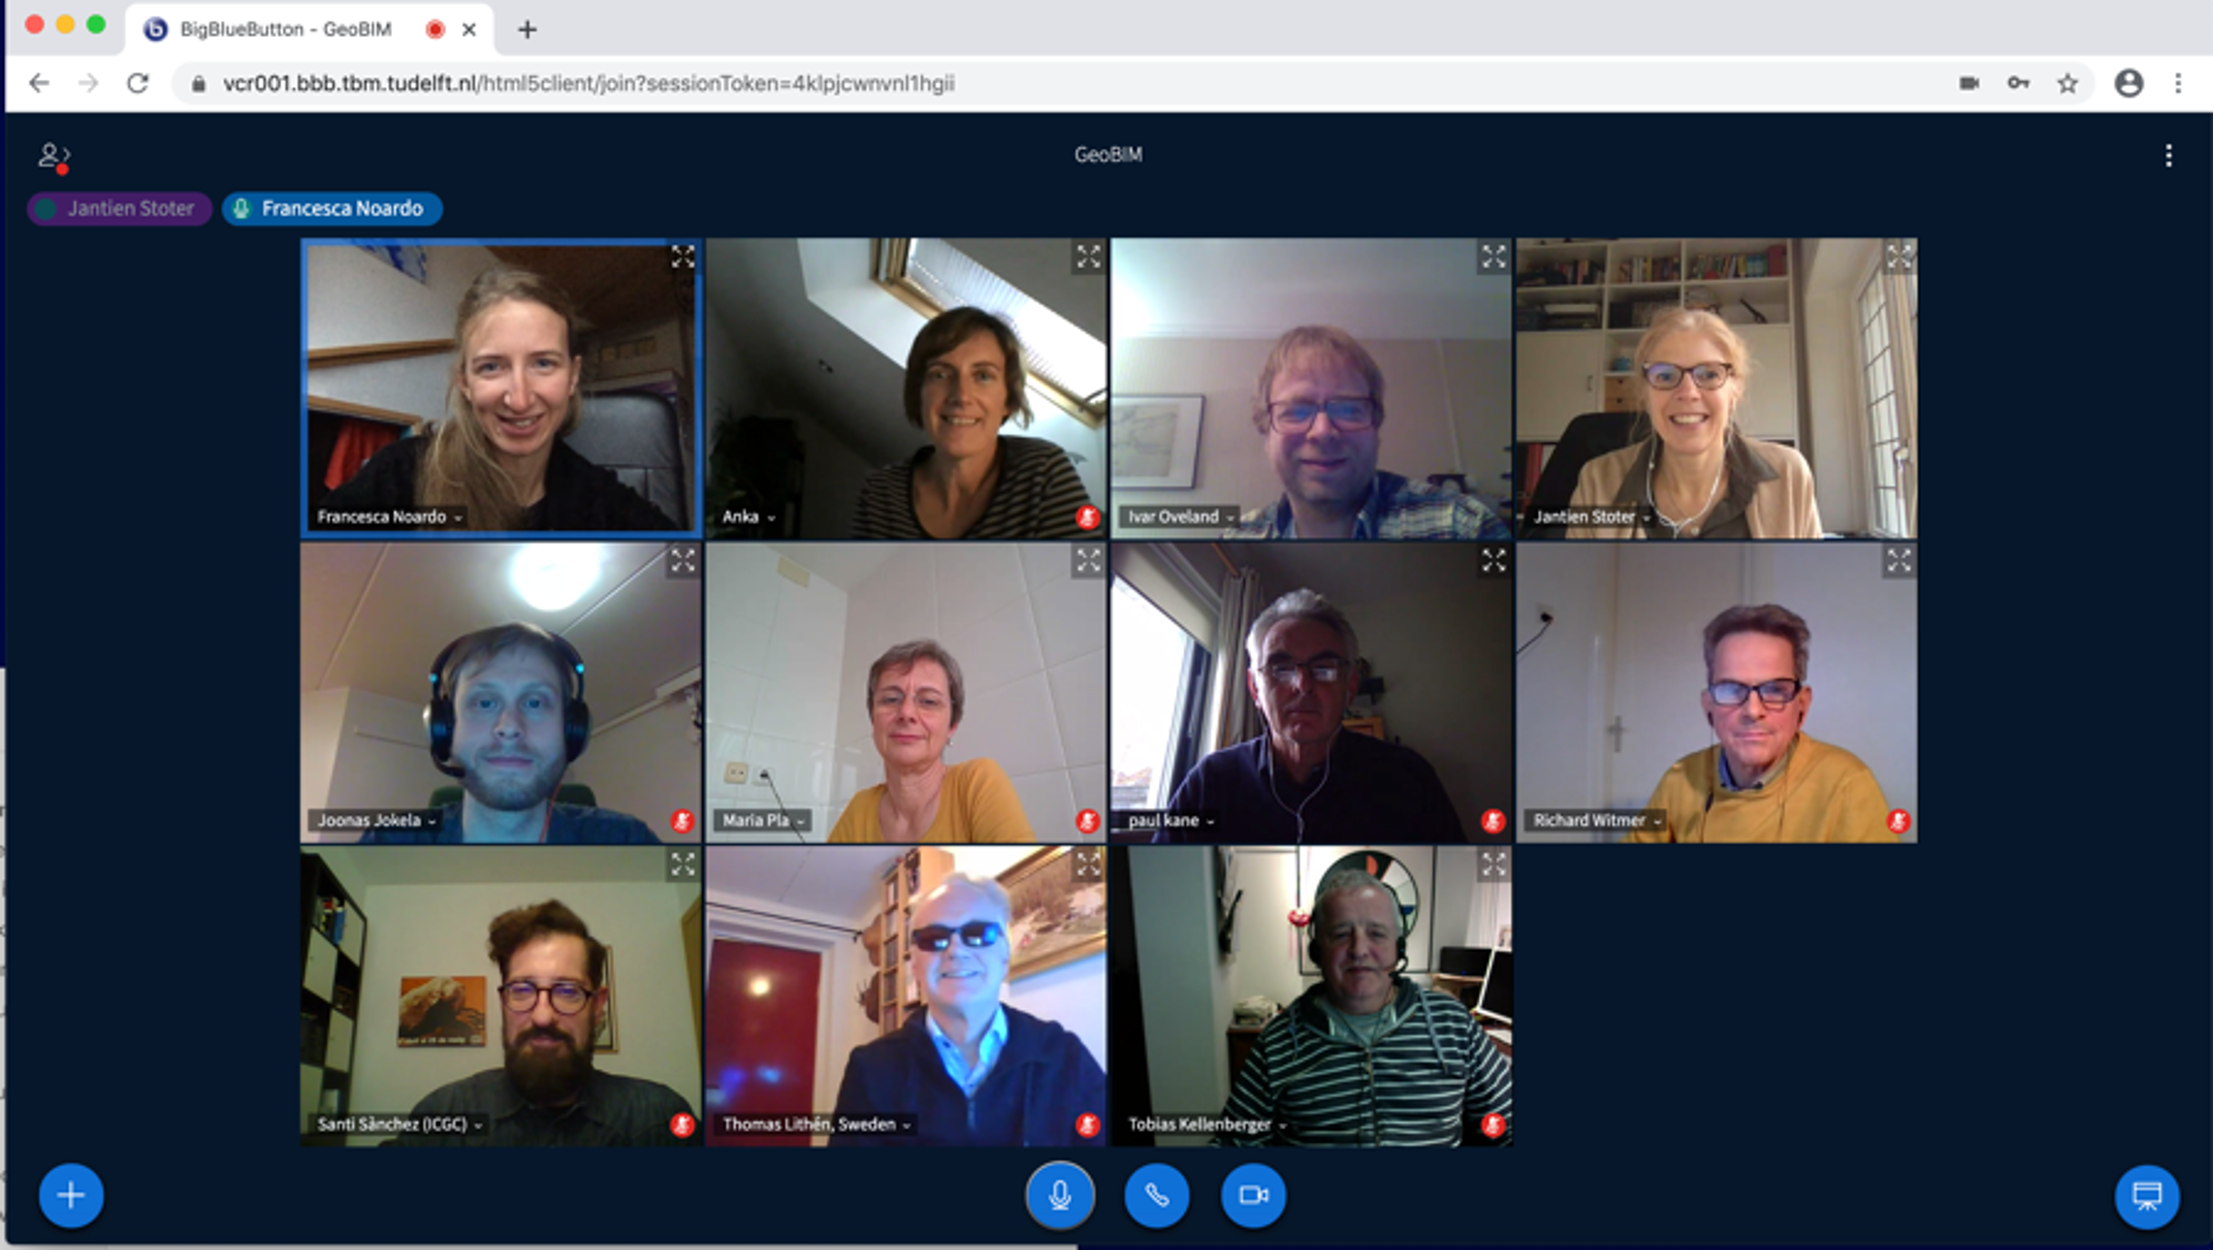 BigBlueButton - GeoBIM
vcr001.bbb.tbm.tudelft.nl/html5client/join?sessionToken=4klpjcwnvnl1hgii
GeoBIM
Jantien Stoter
Francesca Noardo
Francesca Noardo
Anka
Ivar Oveland
Jantien Stoter
Joonas Jokela
Maria Pla
paul kane
Richard Witmer
Santi Sànchez (ICGC)
Thomas Lithén, Sweden
Tobias Kellenberger